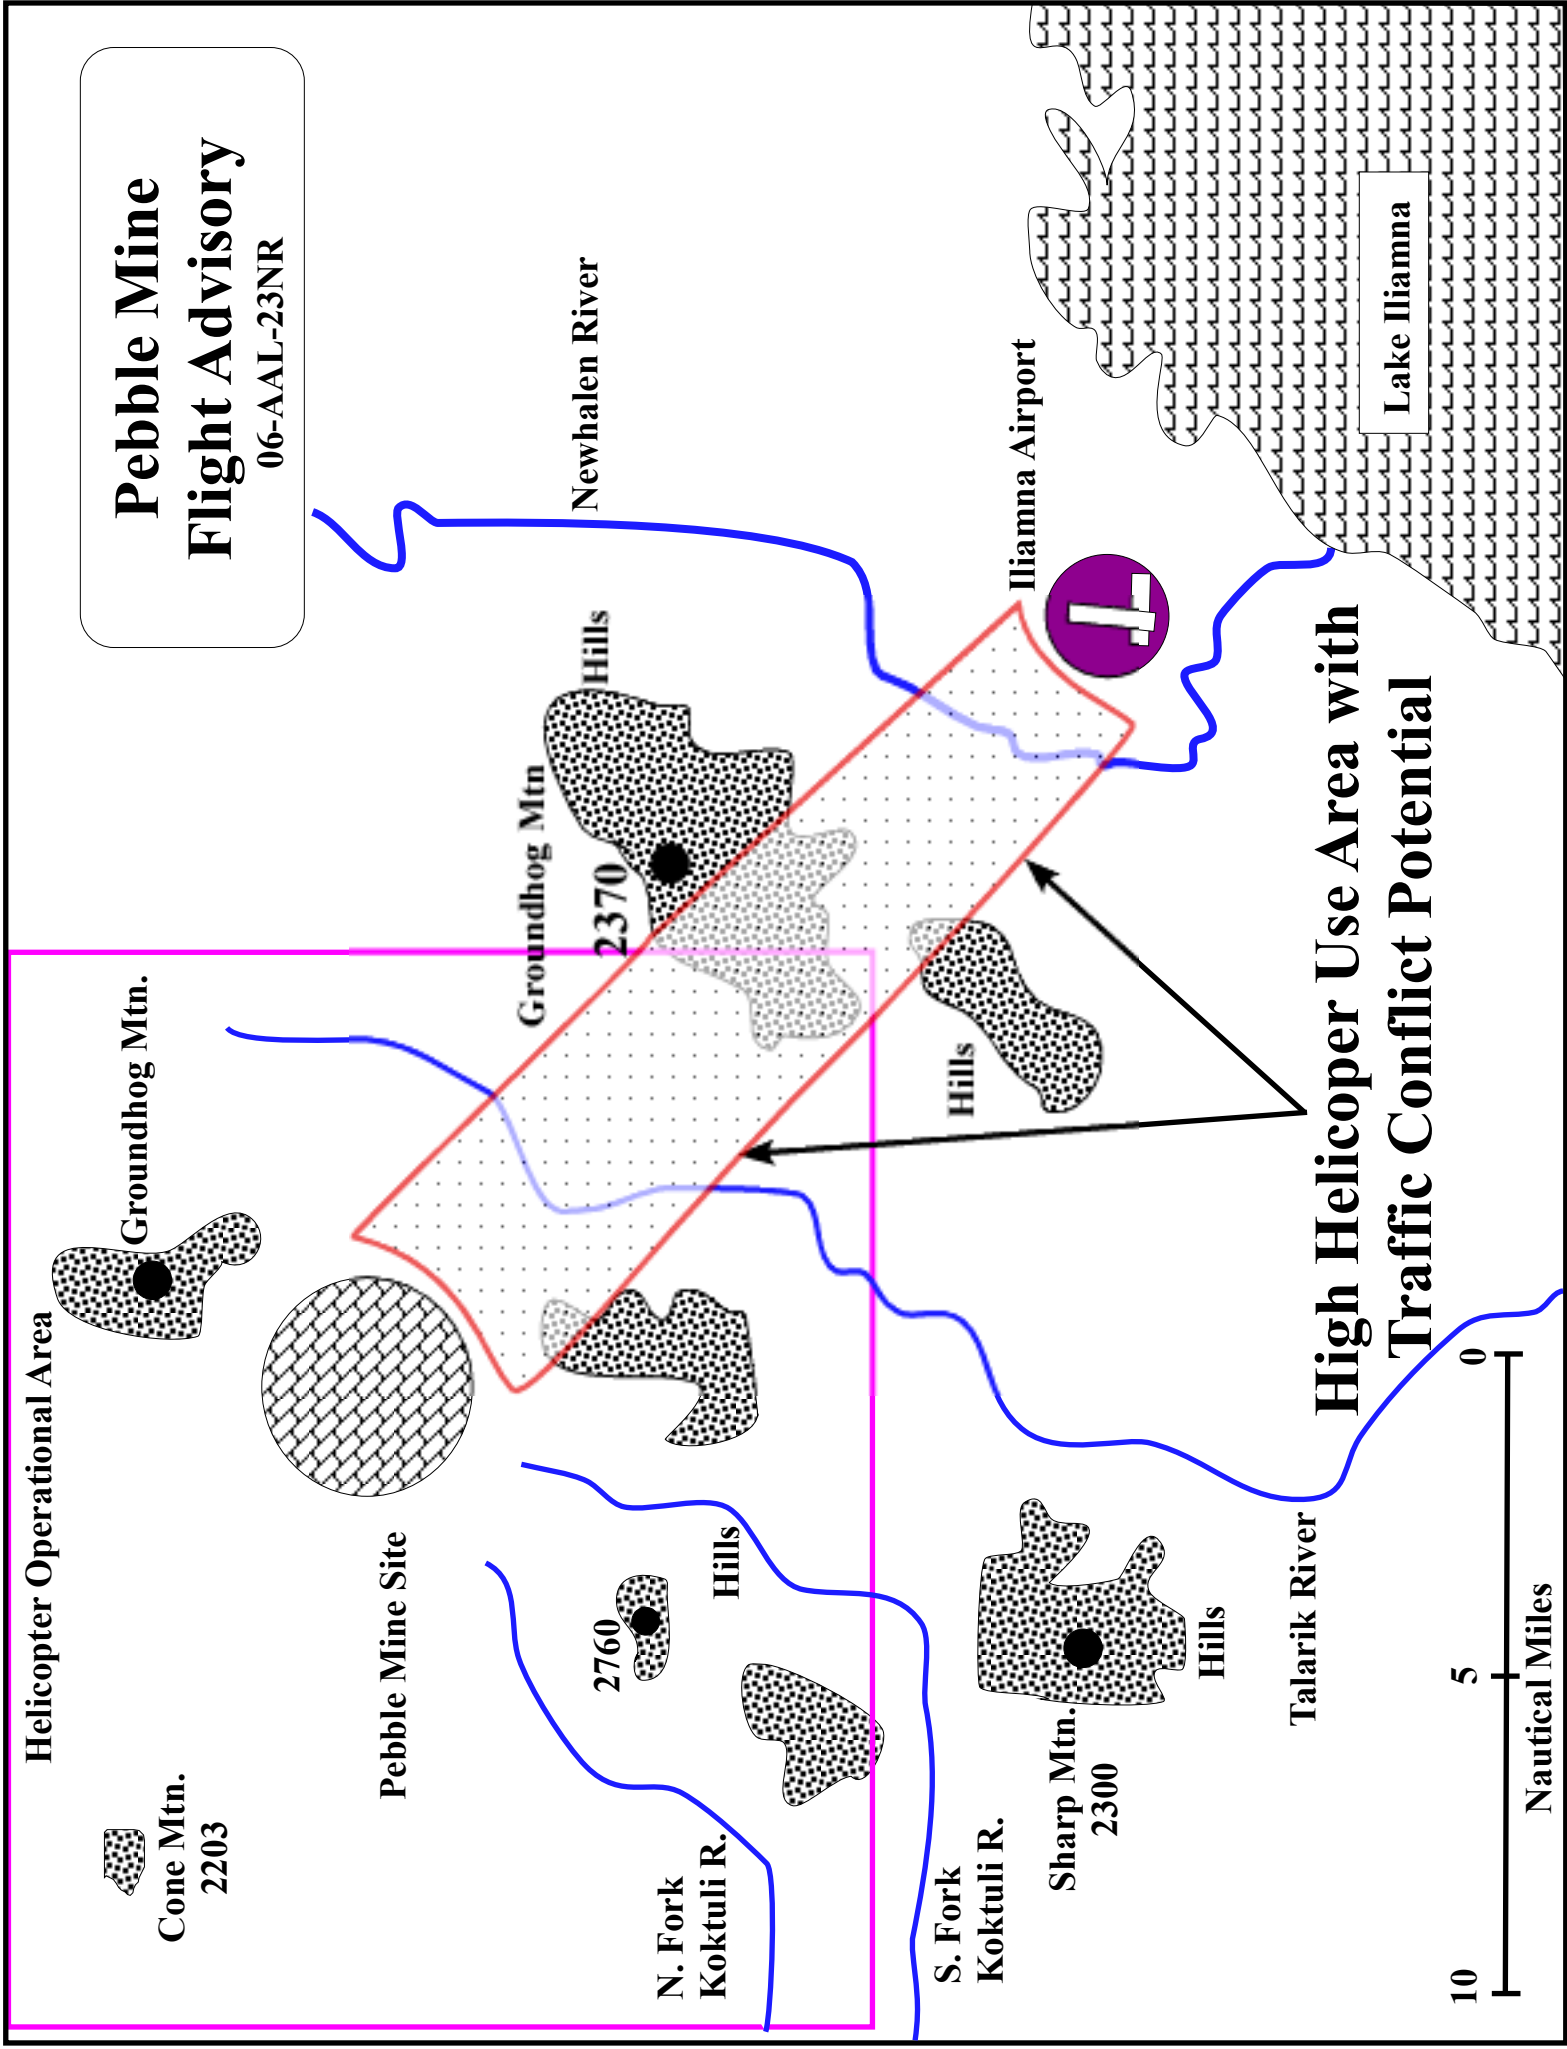 Pebble Mine
Flight Advisory
06-AAL-23NR
Helicopter Operational Area
Groundhog Mtn.
Cone Mtn.
2203
Pebble Mine Site
Groundhog Mtn
2370
Hills
Newhalen River
2760
Hills
N. Fork
Koktuli R.
S. Fork
Koktuli R.
Hills
Iliamna Airport
Sharp Mtn.
2300
Hills
Talarik River
High Helicoper Use Area with
Traffic Conflict Potential
Lake Iliamna
10
5
0
Nautical Miles